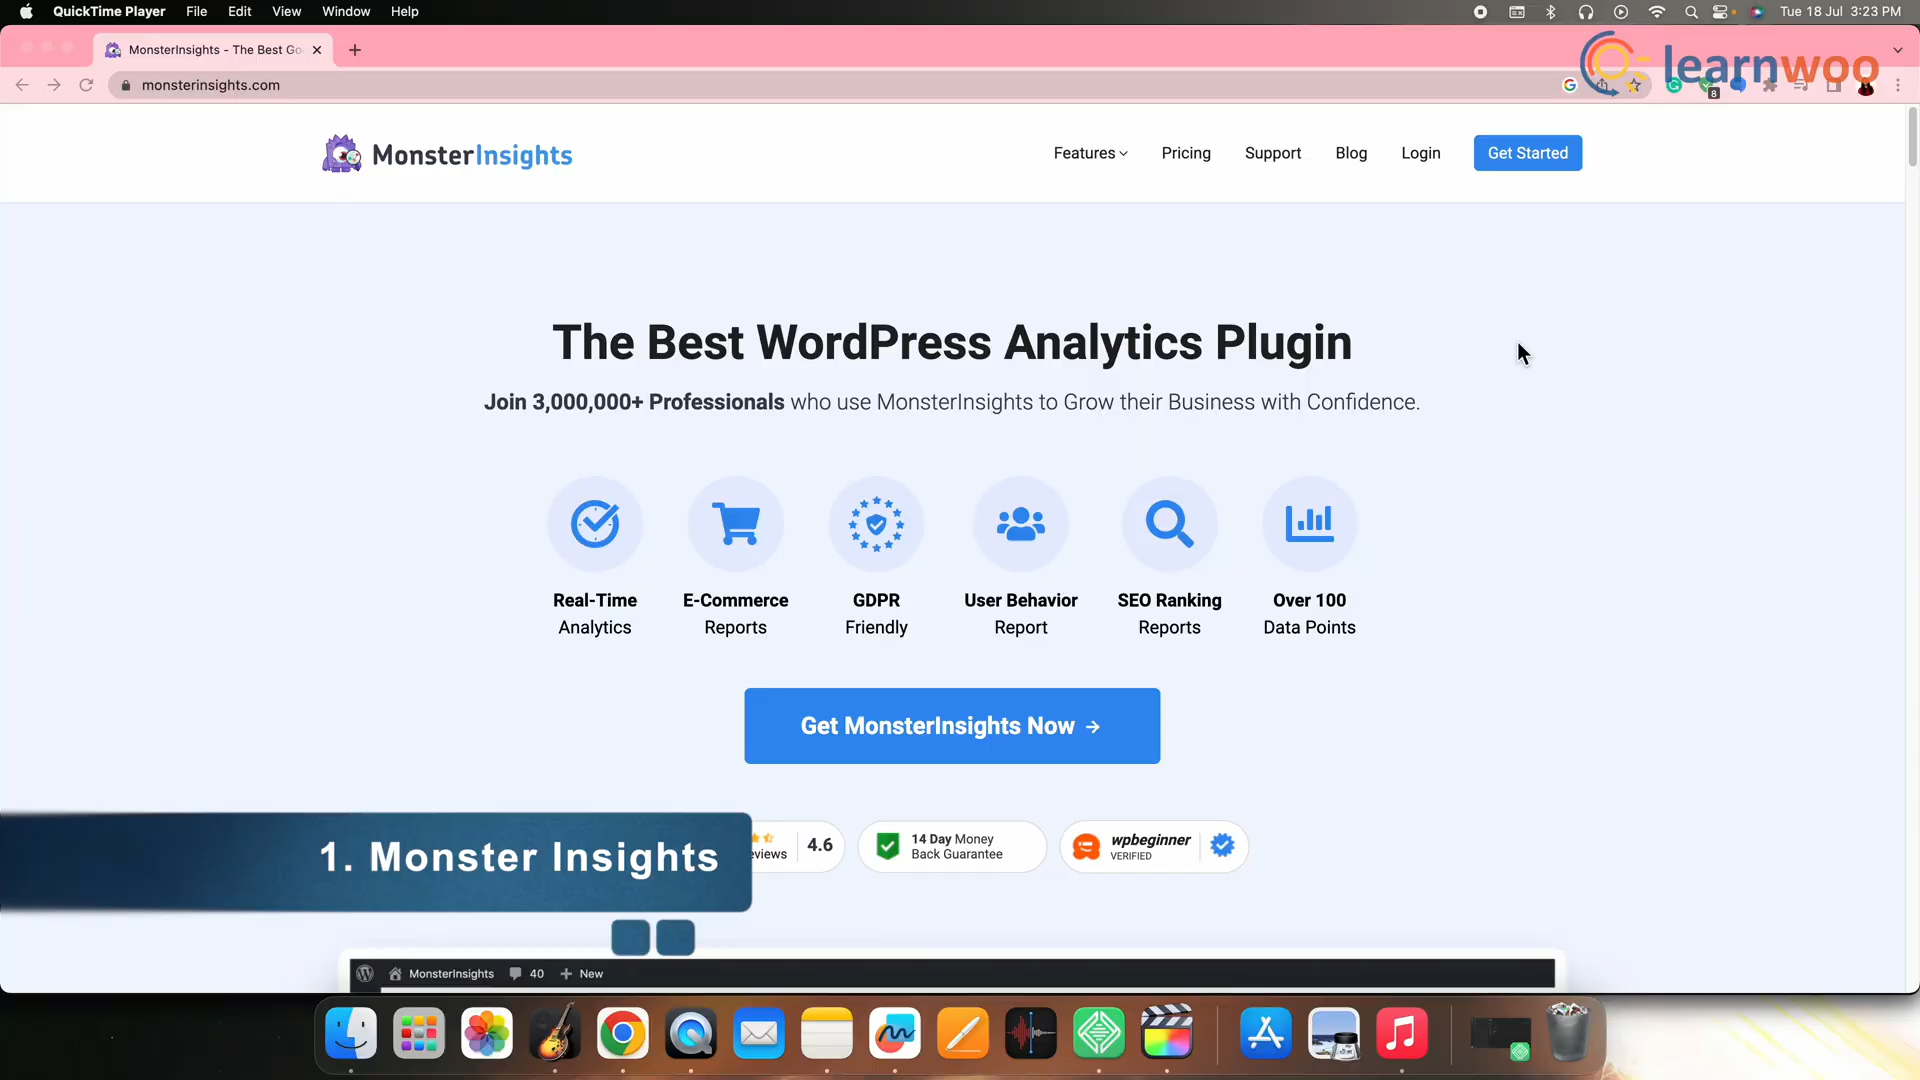 QuickTime Player File Edit View Window Help
Tue 18 Jul 3:23 PM
MonsterInsights - The Best Go
learnwoo
monsterinsights.com
8
MonsterInsights
Features Pricing Support Blog Login Get Started
The Best WordPress Analytics Plugin
Join 3,000,000+ Professionals who use MonsterInsights to Grow their Business with Confidence.
Real-Time
Analytics
E-Commerce
Reports
GDPR
Friendly
User Behavior
Report
SEO Ranking
Reports
Over 100
Data Points
Get MonsterInsights Now →
1. Monster Insights
eviews
4.6
14 Day Money
Back Guarantee
wpbeginner
VERIFIED
MonsterInsights 40 + New